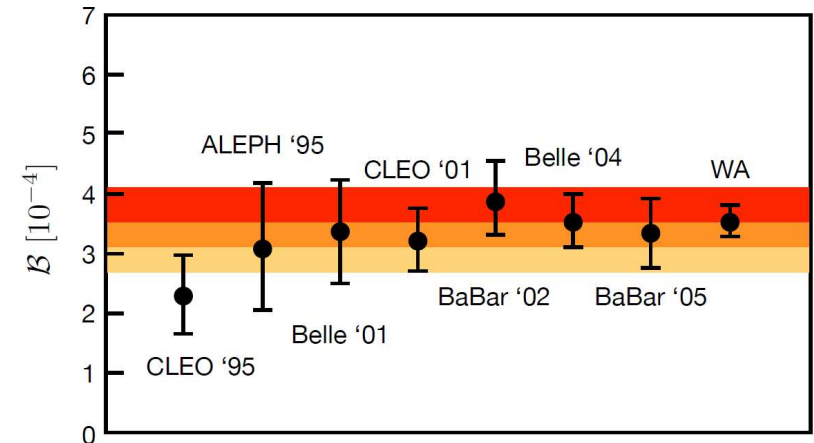 7
6
5
4
3
2
1
0
ℬ [10⁻⁴]
ALEPH ‘95
CLEO ‘01
Belle ‘04
WA
BaBar ‘02
BaBar ‘05
Belle ‘01
CLEO ‘95